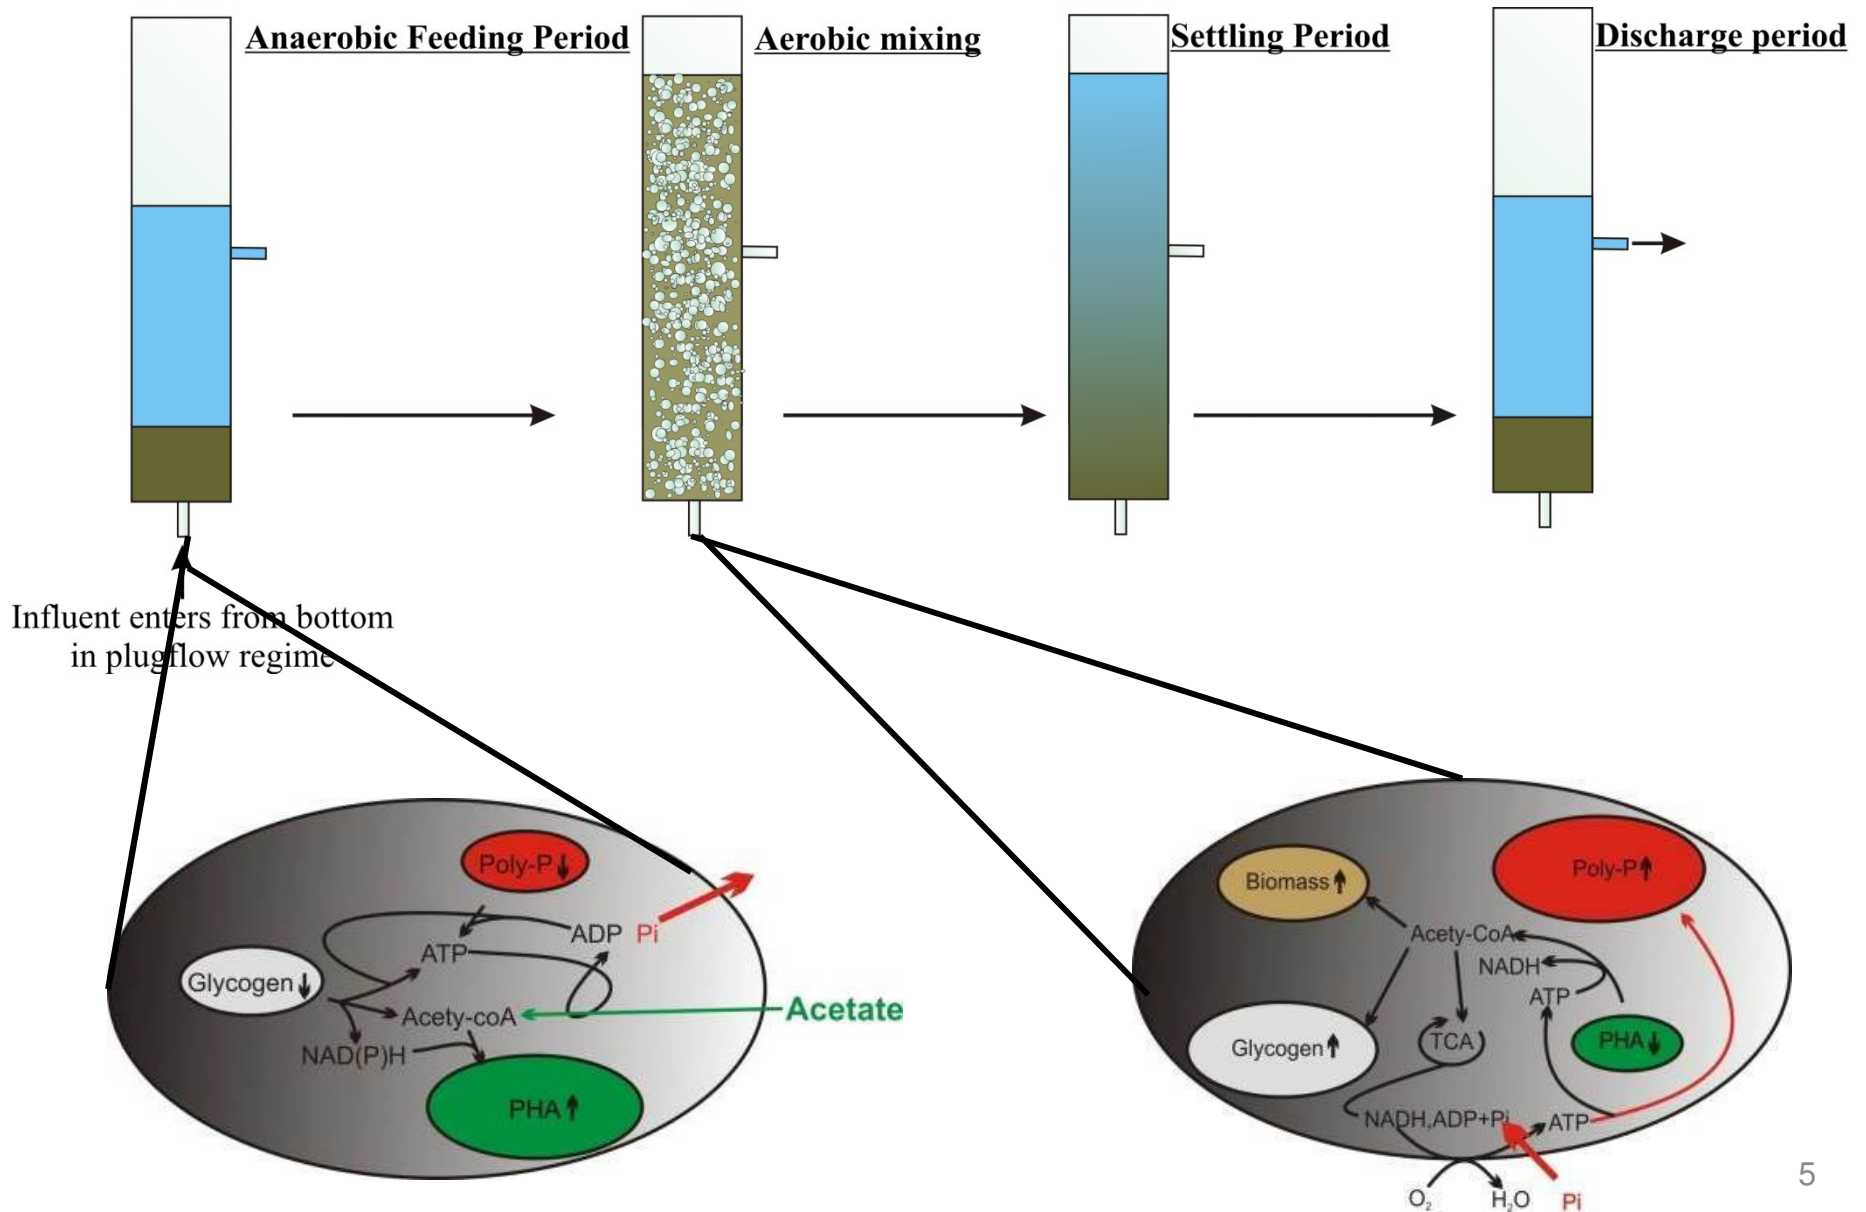 Anaerobic Feeding Period
Aerobic mixing
Settling Period
Discharge period
Influent enters from bottom
in plugflow regime
Poly-P
ADP Pi
ATP
Glycogen
Acety-coA
Acetate
NAD(P)H
PHA
Poly-P
Biomass
Acety-CoA
NADH
ATP
Glycogen
TCA
PHA
NADH,ADP+Pi
ATP
O₂
H₂O
Pi
5